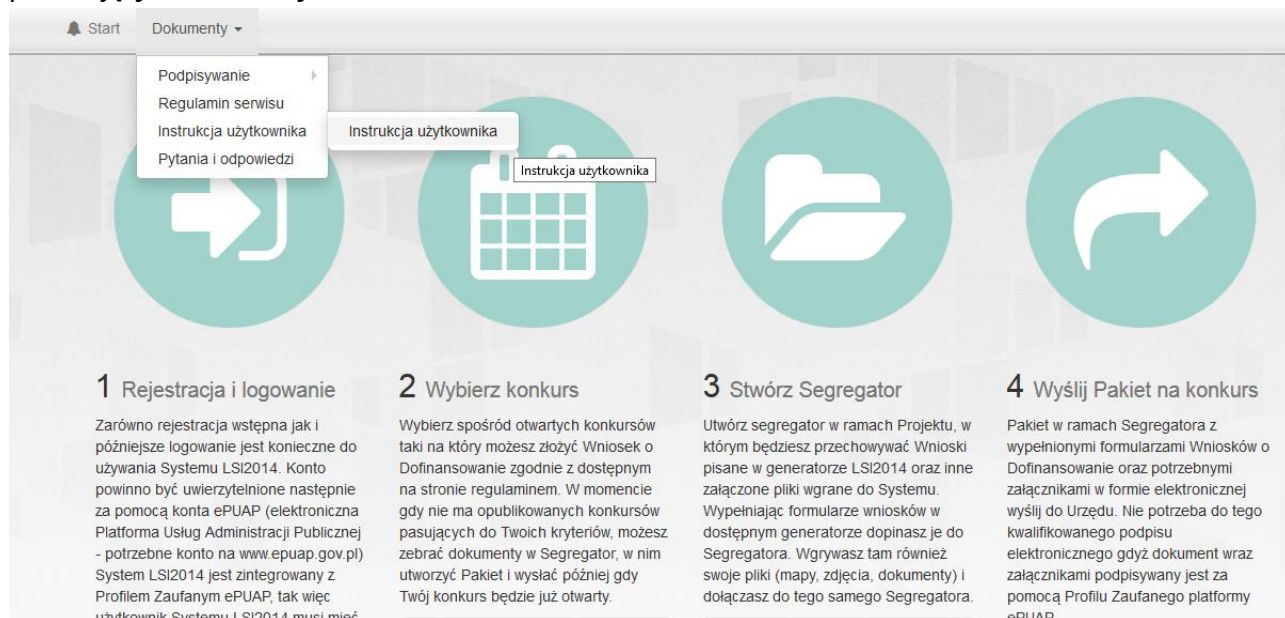 Start Dokumenty
Podpisywanie
Regulamin serwisu
Instrukcja użytkownika Instrukcja użytkownika
Pytania i odpowiedzi
Instrukcja użytkownika
1 Rejestracja i logowanie
Zarówno rejestracja wstępna jak i
późniejsze logowanie jest konieczne do
używania Systemu LSI2014. Konto
powinno być uwierzytelnione następnie
za pomocą konta ePUAP (elektroniczna
Platforma Usług Administracji Publicznej
- potrzebne konto na www.epuap.gov.pl)
System LSI2014 jest zintegrowany z
Profilem Zaufanym ePUAP, tak więc
użytkownik Systemu LSI2014 musi mieć
2 Wybierz konkurs
Wybierz spośród otwartych konkursów
taki na który możesz złożyć Wniosek o
Dofinansowanie zgodnie z dostępnym
na stronie regulaminem. W momencie
gdy nie ma opublikowanych konkursów
pasujących do Twoich kryteriów, możesz
zebrać dokumenty w Segregator, w nim
utworzyć Pakiet i wysłać później gdy
Twój konkurs będzie już otwarty.
3 Stwórz Segregator
Utwórz segregator w ramach Projektu, w
którym będziesz przechowywać Wnioski
pisane w generatorze LSI2014 oraz inne
załączone pliki wgrane do Systemu.
Wypełniając formularze wniosków w
dostępnym generatorze dopinasz je do
Segregatora. Wgrywasz tam również
swoje pliki (mapy, zdjęcia, dokumenty) i
dołączasz do tego samego Segregatora.
4 Wyślij Pakiet na konkurs
Pakiet w ramach Segregatora z
wypełnionymi formularzami Wniosków o
Dofinansowanie oraz potrzebnymi
załącznikami w formie elektronicznej
wyślij do Urzędu. Nie potrzeba do tego
kwalifikowanego podpisu
elektronicznego gdyż dokument wraz
załącznikami podpisywany jest za
pomocą Profilu Zaufanego platformy
ePUAP